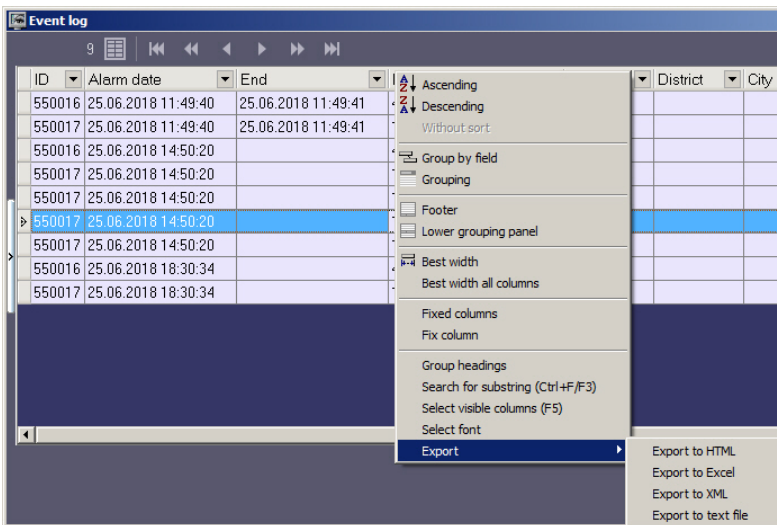 Event log
9
ID Alarm date End District City
550016 25.06.2018 11:49:40 25.06.2018 11:49:41
550017 25.06.2018 11:49:40 25.06.2018 11:49:41
550016 25.06.2018 14:50:20
550017 25.06.2018 14:50:20
550017 25.06.2018 14:50:20
550017 25.06.2018 14:50:20
550017 25.06.2018 14:50:20
550016 25.06.2018 18:30:34
550017 25.06.2018 18:30:34
Ascending
Descending
Without sort
Group by field
Grouping
Footer
Lower grouping panel
Best width
Best width all columns
Fixed columns
Fix column
Group headings
Search for substring (Ctrl+F/F3)
Select visible columns (F5)
Select font
Export
Export to HTML
Export to Excel
Export to XML
Export to text file